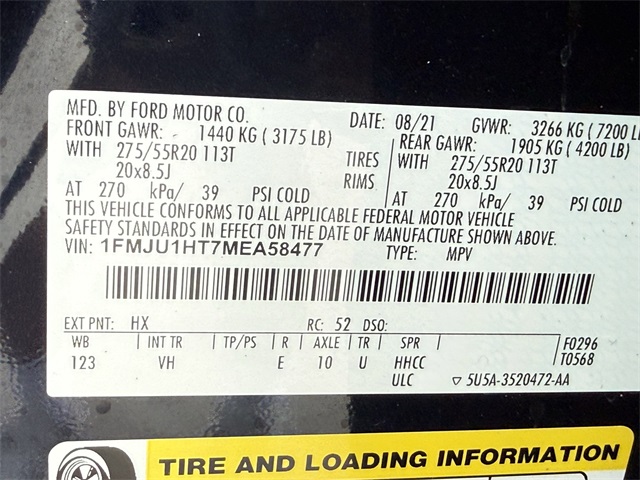 MFD. BY FORD MOTOR CO. DATE: 08/21 GVWR: 3266 KG ( 7200 LB
FRONT GAWR: 1440 KG ( 3175 LB) REAR GAWR: 1905 KG ( 4200 LB)
WITH 275/55R20 113T TIRES WITH 275/55R20 113T
20x8.5J RIMS 20x8.5J
AT 270 kPa/ 39 PSI COLD AT 270 kPa/ 39 PSI COLD
THIS VEHICLE CONFORMS TO ALL APPLICABLE FEDERAL MOTOR VEHICLE
SAFETY STANDARDS IN EFFECT ON THE DATE OF MANUFACTURE SHOWN ABOVE.
VIN: 1FMJU1HT7MEA58477 TYPE: MPV
EXT PNT: HX RC: 52 DSO:
WB INT TR TP/PS R AXLE TR SPR F0296
123 VH E 10 U HHCC T0568
ULC ▽ 5U5A-3520472-AA
TIRE AND LOADING INFORMATION